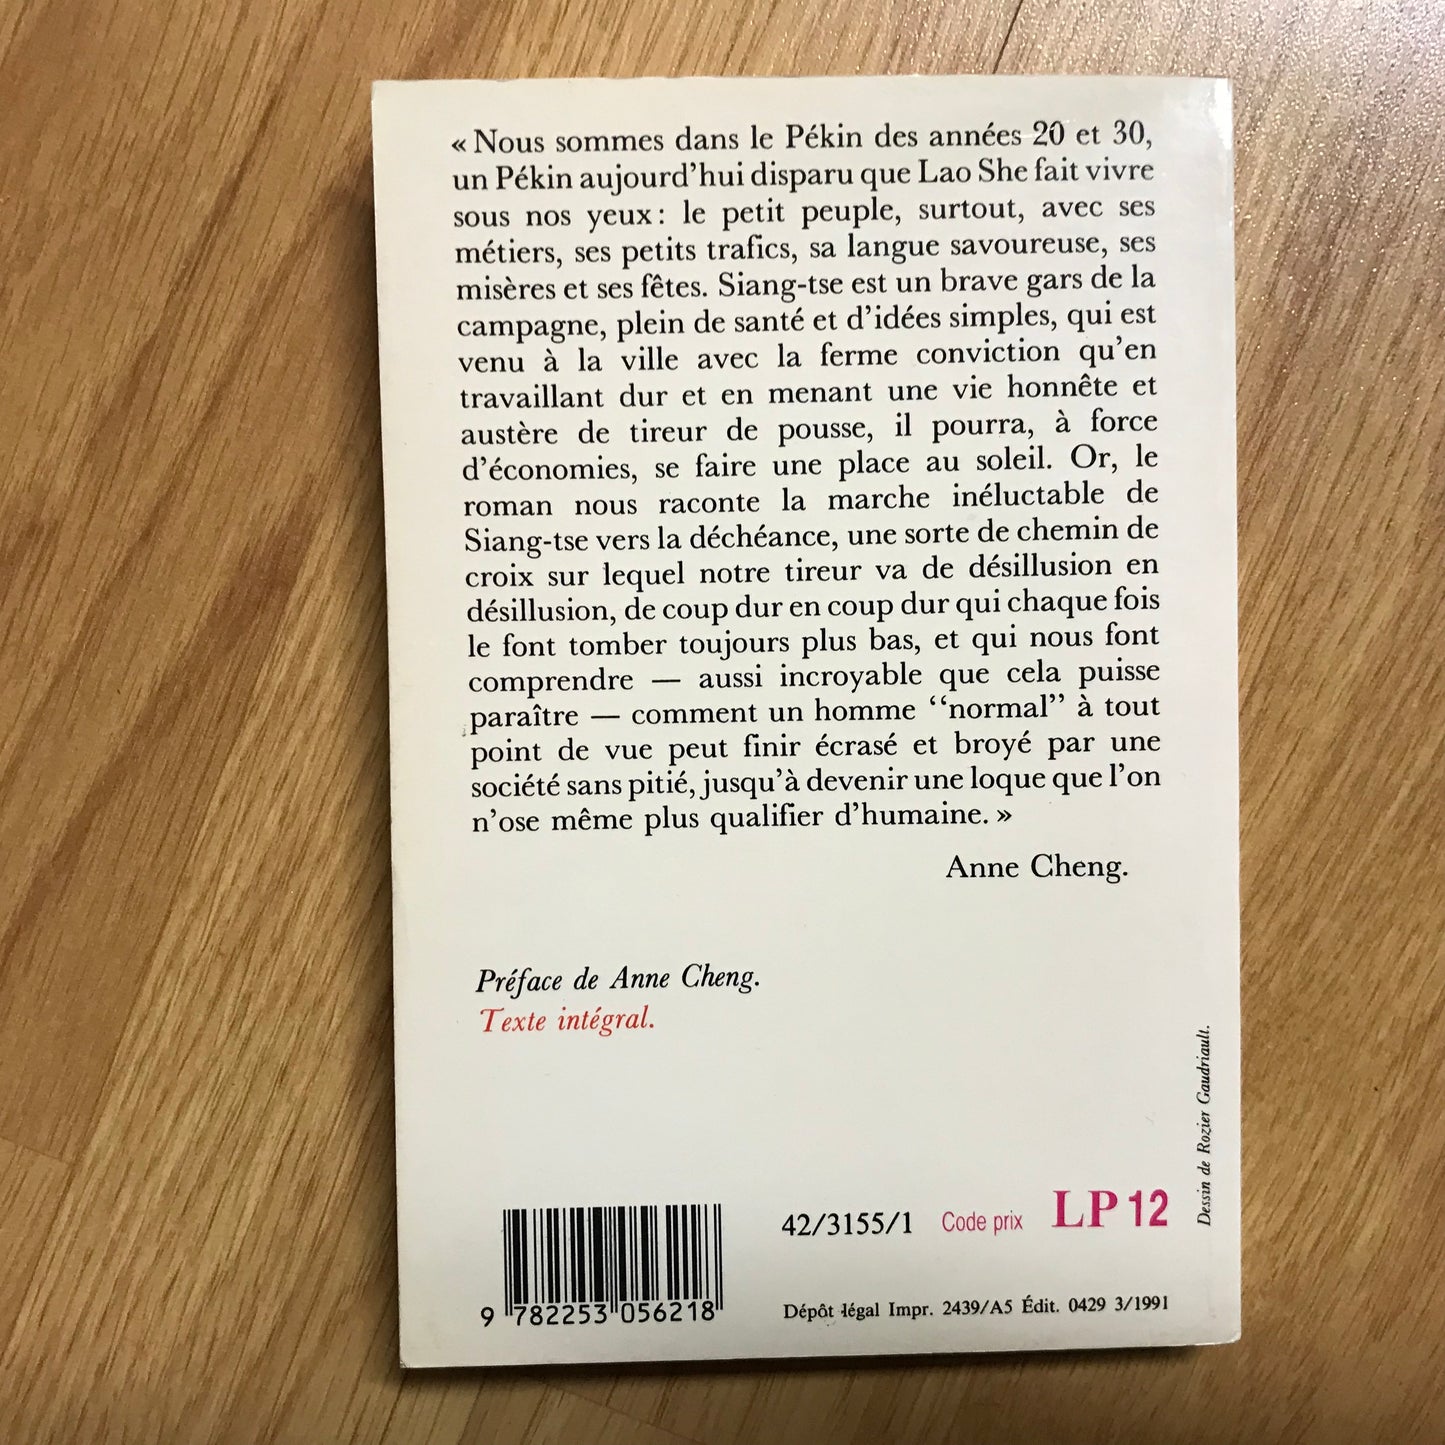 « Nous sommes dans le Pékin des années 20 et 30,
un Pékin aujourd'hui disparu que Lao She fait vivre
sous nos yeux : le petit peuple, surtout, avec ses
métiers, ses petits trafics, sa langue savoureuse, ses
misères et ses fêtes. Siang-tse est un brave gars de la
campagne, plein de santé et d'idées simples, qui est
venu à la ville avec la ferme conviction qu'en
travaillant dur et en menant une vie honnête et
austère de tireur de pousse, il pourra, à force
d'économies, se faire une place au soleil. Or, le
roman nous raconte la marche inéluctable de
Siang-tse vers la déchéance, une sorte de chemin de
croix sur lequel notre tireur va de désillusion en
désillusion, de coup dur en coup dur qui chaque fois
le font tomber toujours plus bas, et qui nous font
comprendre — aussi incroyable que cela puisse
paraître — comment un homme ‘‘normal’’ à tout
point de vue peut finir écrasé et broyé par une
société sans pitié, jusqu'à devenir une loque que l'on
n'ose même plus qualifier d'humaine. »
Anne Cheng.
Préface de Anne Cheng.
Texte intégral.
Dessin de Rozier Gaudriault.
42/3155/1 Code prix LP 12
9 782253 056218
Dépôt légal Impr. 2439/A5 Édit. 0429 3/1991